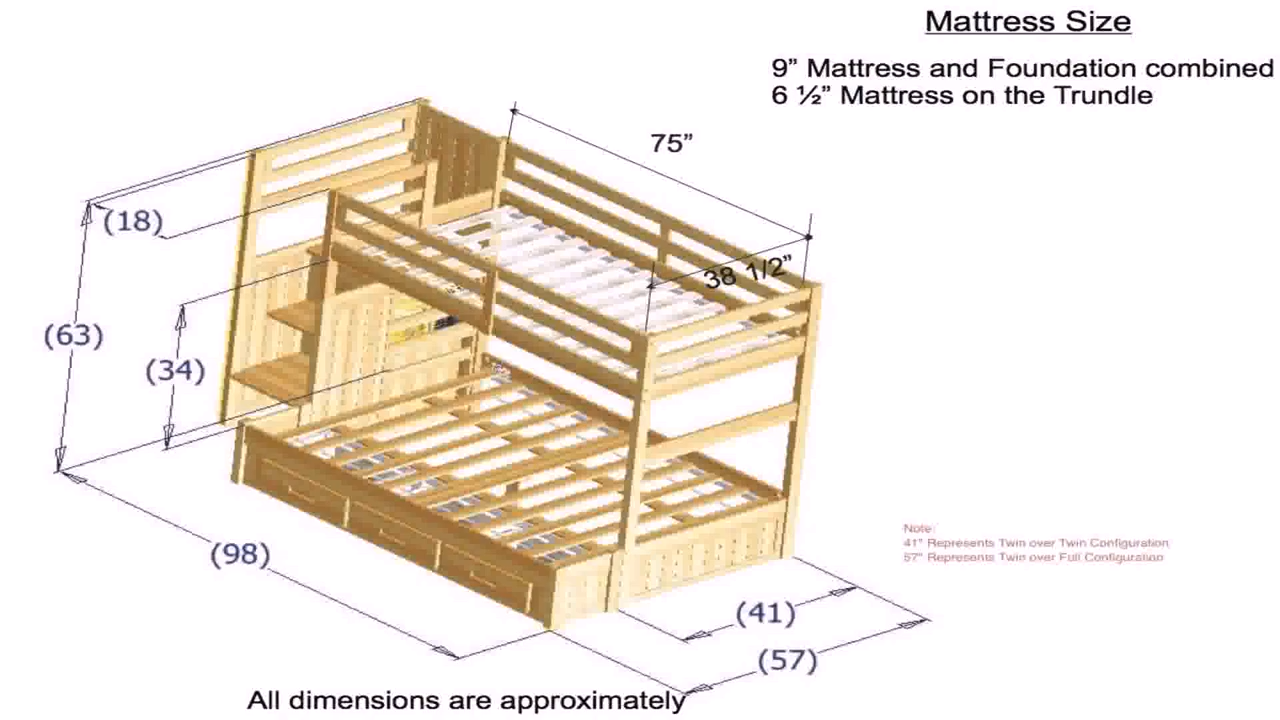 Mattress Size
9” Mattress and Foundation combined
6 ½” Mattress on the Trundle
75”
(18)
38 1/2”
(63)
(34)
Note:
41" Represents Twin over Twin Configuration
57" Represents Twin over Full Configuration
(98)
(41)
(57)
All dimensions are approximately